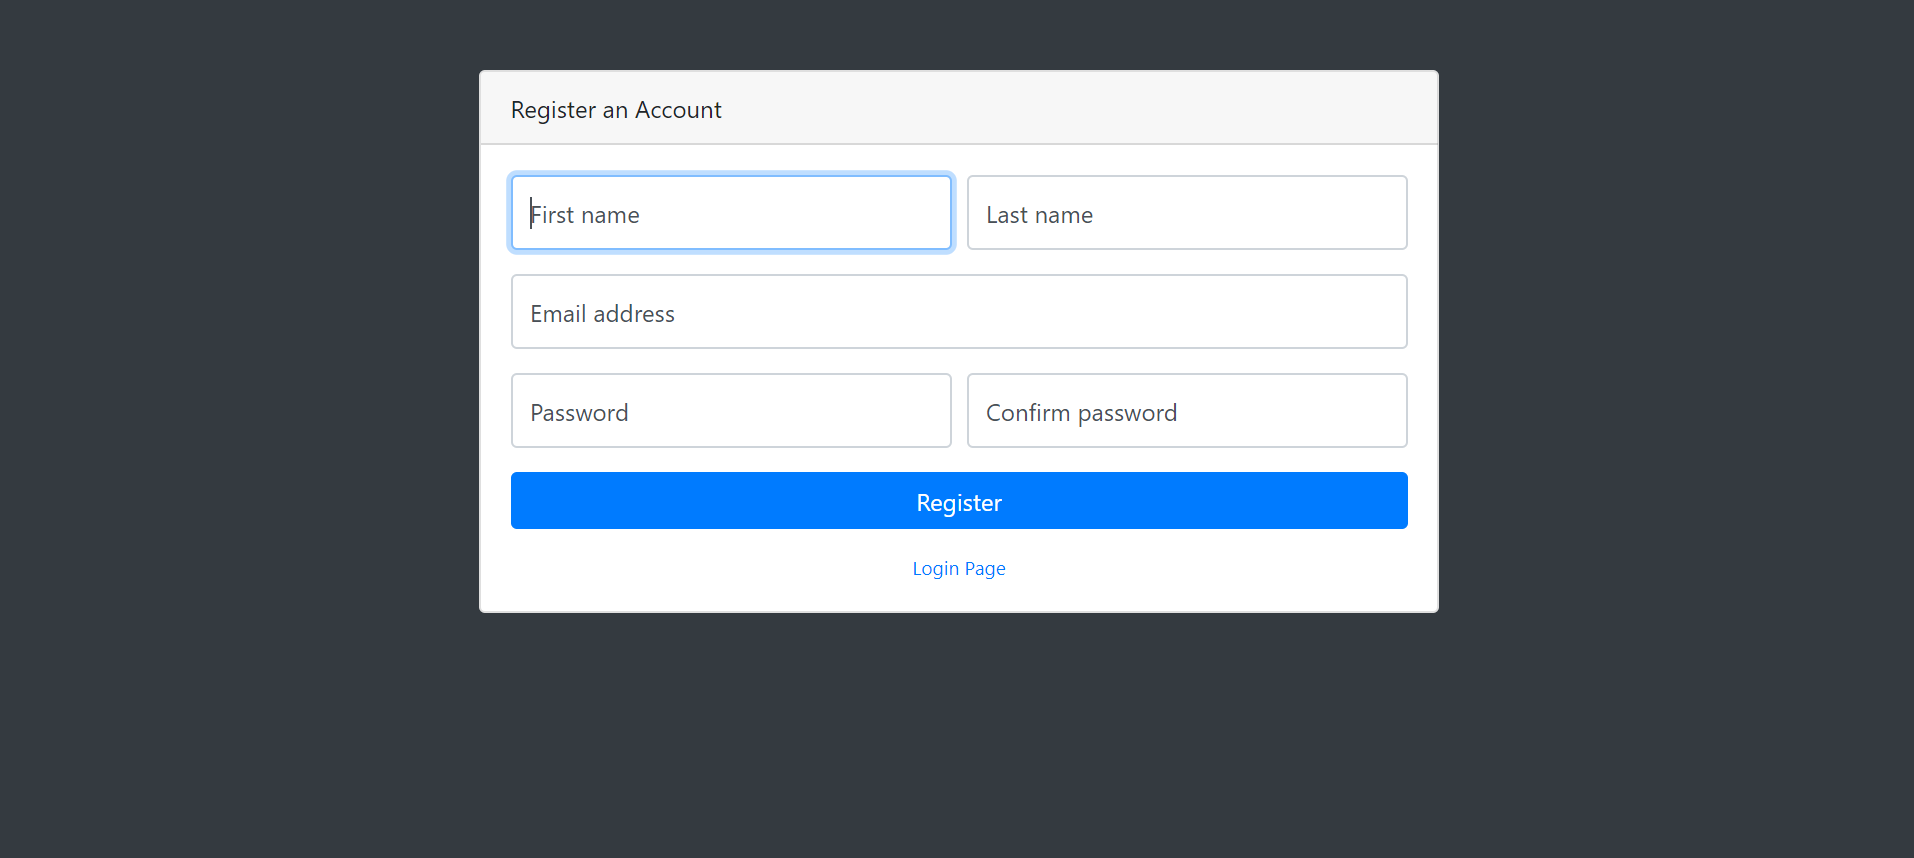 Register an Account
First name
Last name
Email address
Password
Confirm password
Register
Login Page